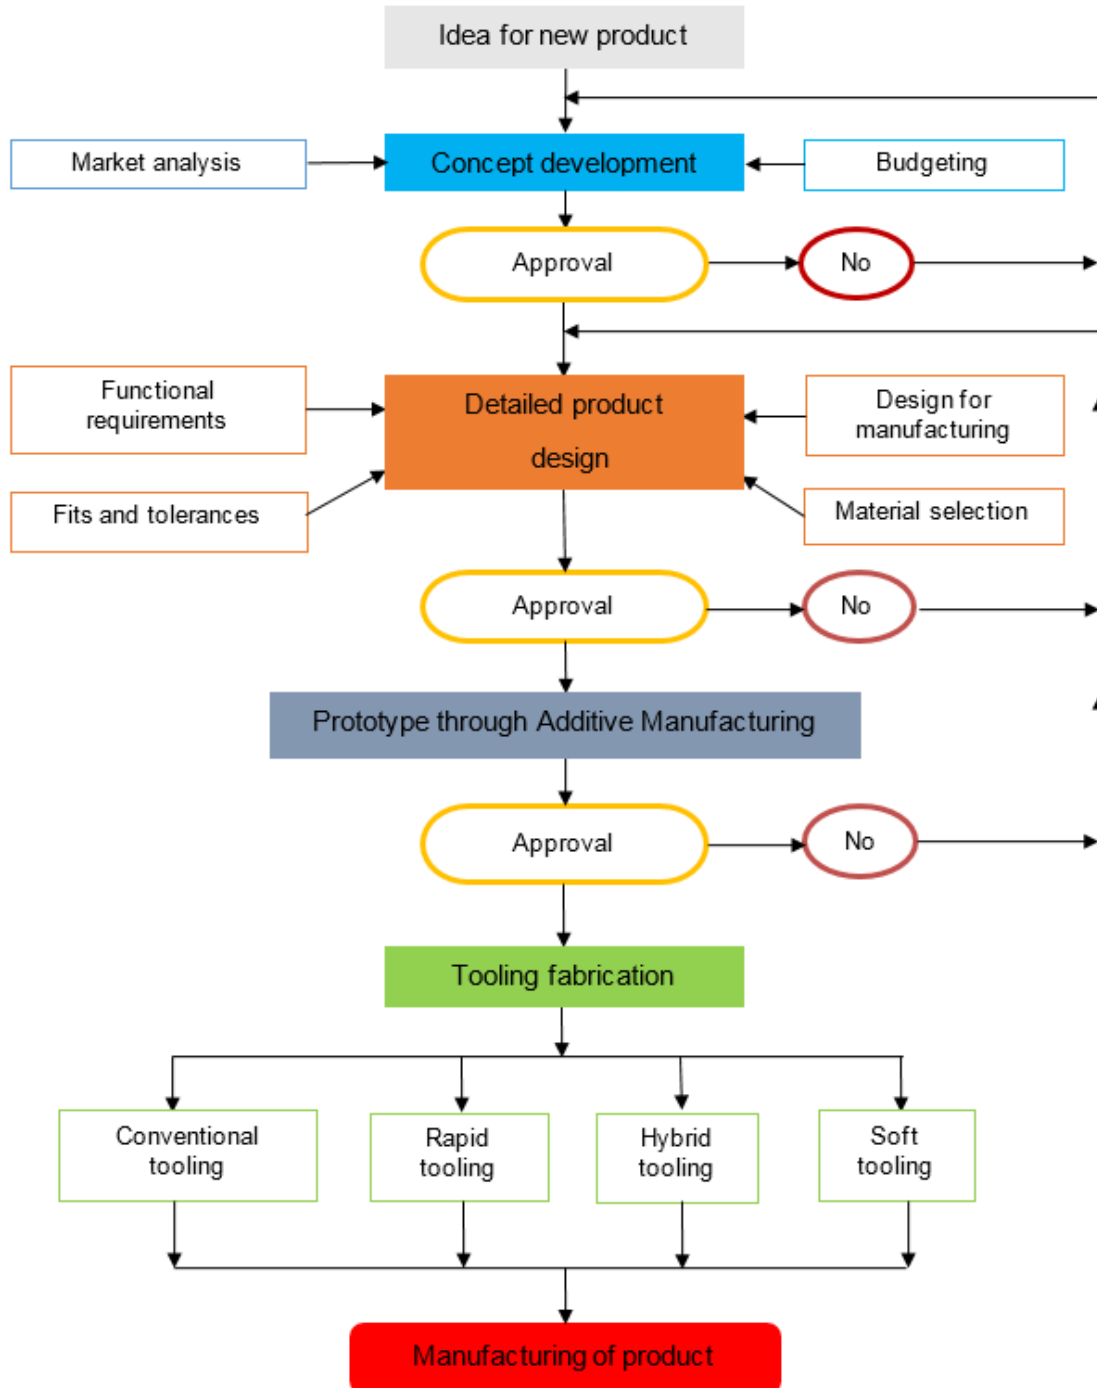 Idea for new product
Market analysis
Concept development
Budgeting
Approval
No
Functional
requirements
Detailed product
design
Design for
manufacturing
Fits and tolerances
Material selection
Approval
No
Prototype through Additive Manufacturing
Approval
No
Tooling fabrication
Conventional
tooling
Rapid
tooling
Hybrid
tooling
Soft
tooling
Manufacturing of product